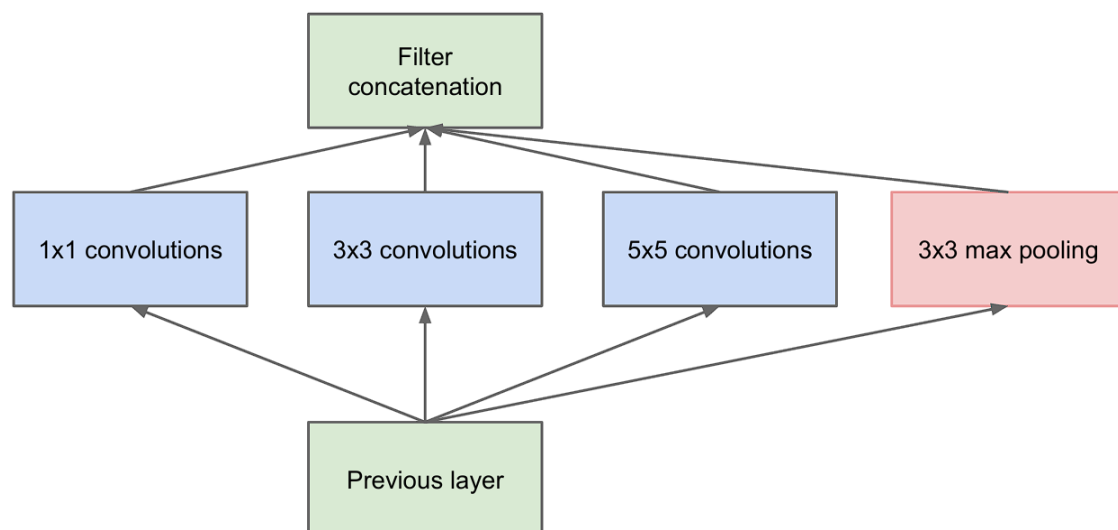 Filter
concatenation
1x1 convolutions
3x3 convolutions
5x5 convolutions
3x3 max pooling
Previous layer